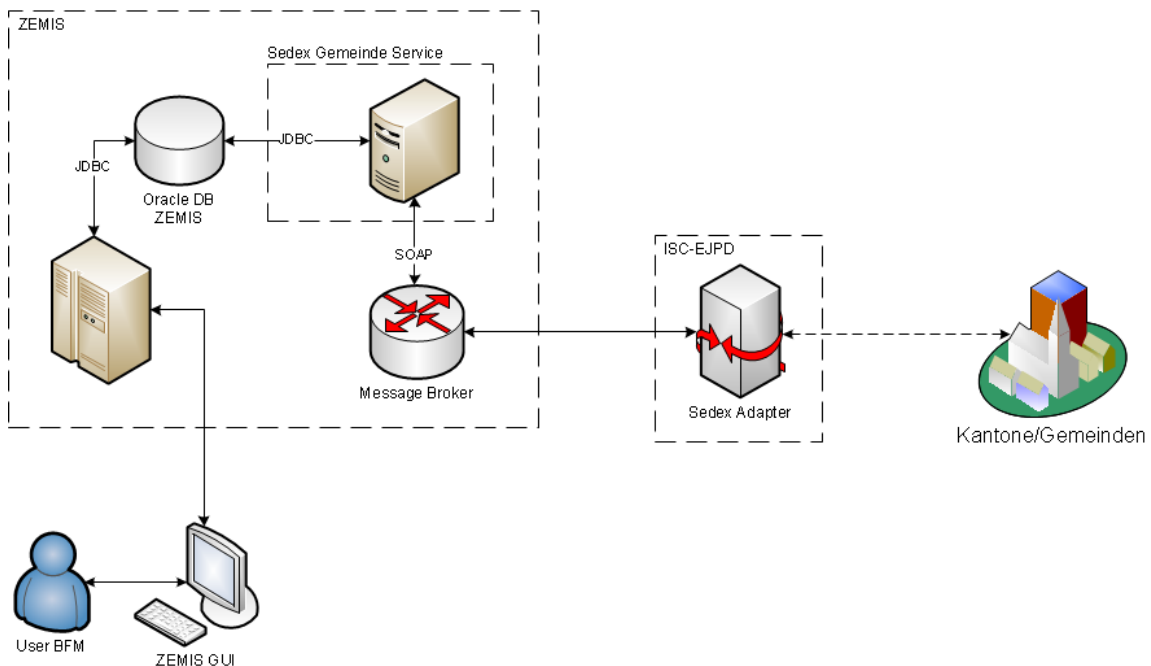 ZEMIS
Sedex Gemeinde Service
JDBC
JDBC
Oracle DB
ZEMIS
SOAP
ISC-EJPD
Message Broker
Sedex Adapter
Kantone/Gemeinden
User BFM
ZEMIS GUI